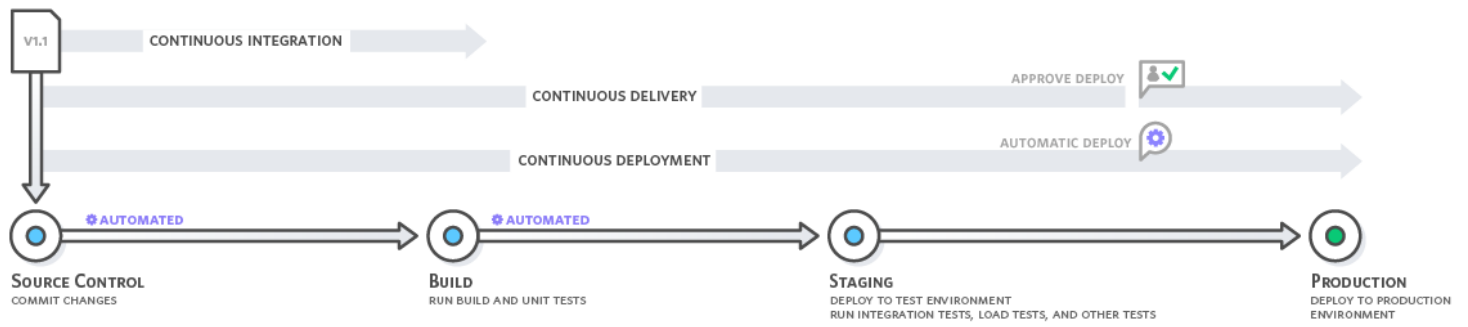 V1.1
CONTINUOUS INTEGRATION
APPROVE DEPLOY
CONTINUOUS DELIVERY
AUTOMATIC DEPLOY
CONTINUOUS DEPLOYMENT
AUTOMATED
AUTOMATED
SOURCE CONTROL
COMMIT CHANGES
BUILD
RUN BUILD AND UNIT TESTS
STAGING
DEPLOY TO TEST ENVIRONMENT
RUN INTEGRATION TESTS, LOAD TESTS, AND OTHER TESTS
PRODUCTION
DEPLOY TO PRODUCTION
ENVIRONMENT